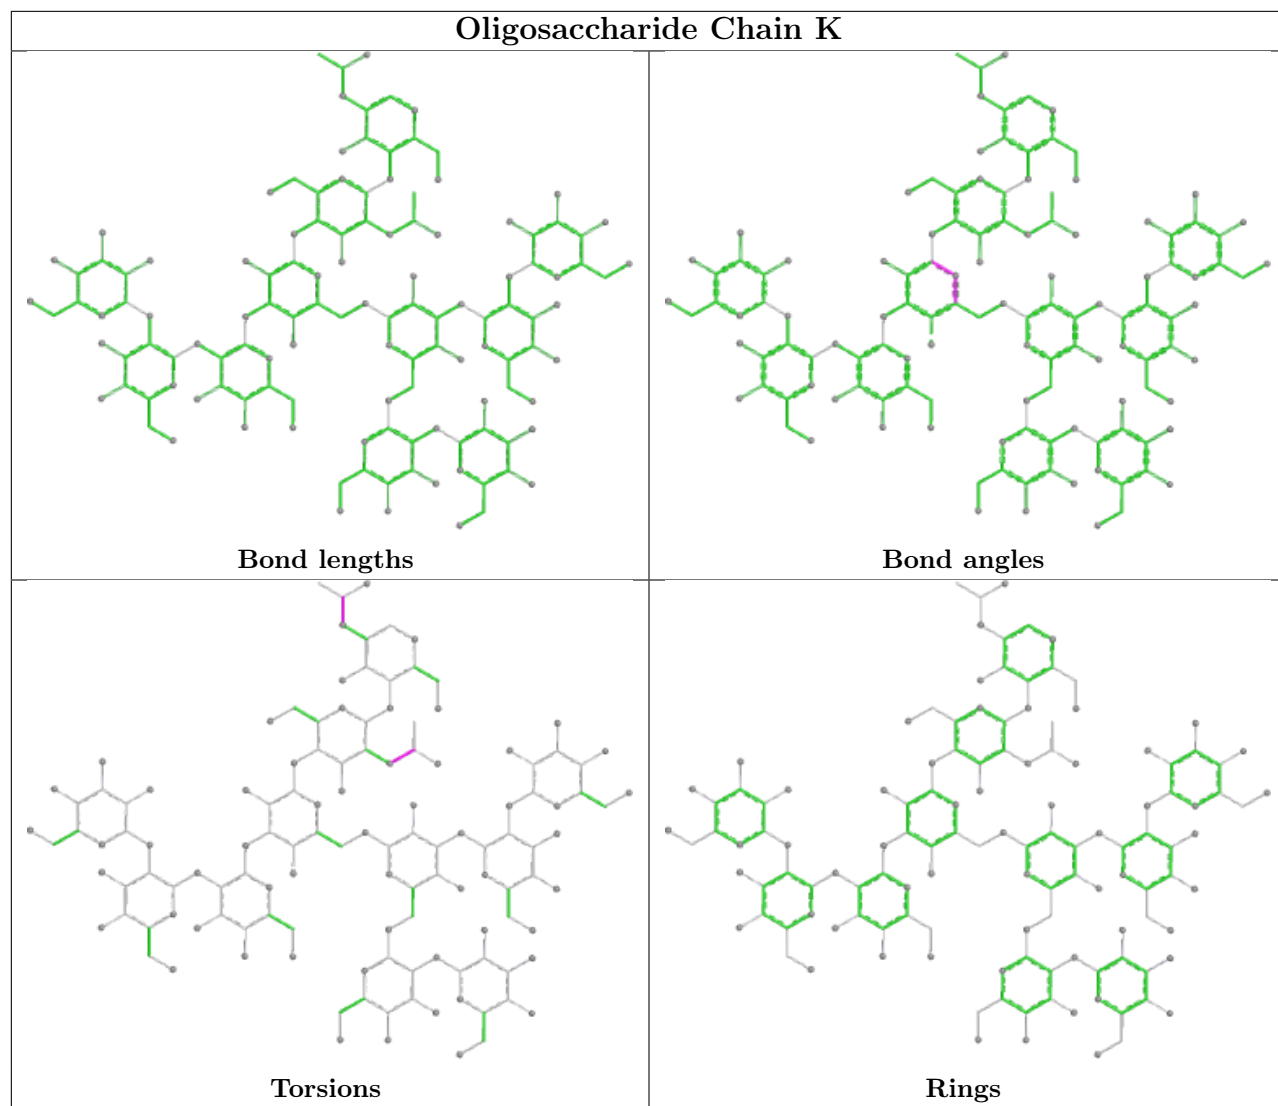 Oligosaccharide Chain K
Bond lengths
Bond angles
Torsions
Rings